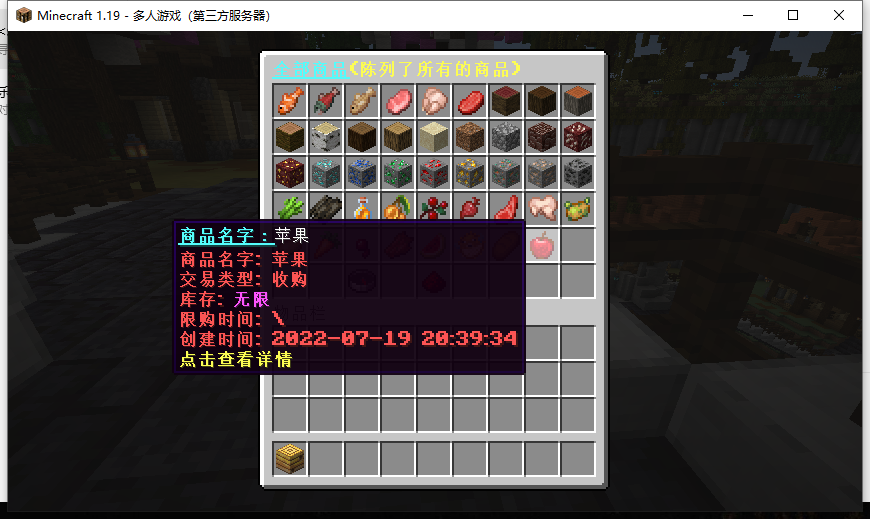 Minecraft 1.19 - 多人游戏（第三方服务器）
全部商品《陈列了所有的商品》
商品名字：苹果
商品名字：苹果
交易类型：收购
库存：无限
限购时间：\
创建时间：2022-07-19 20:39:34
点击查看详情